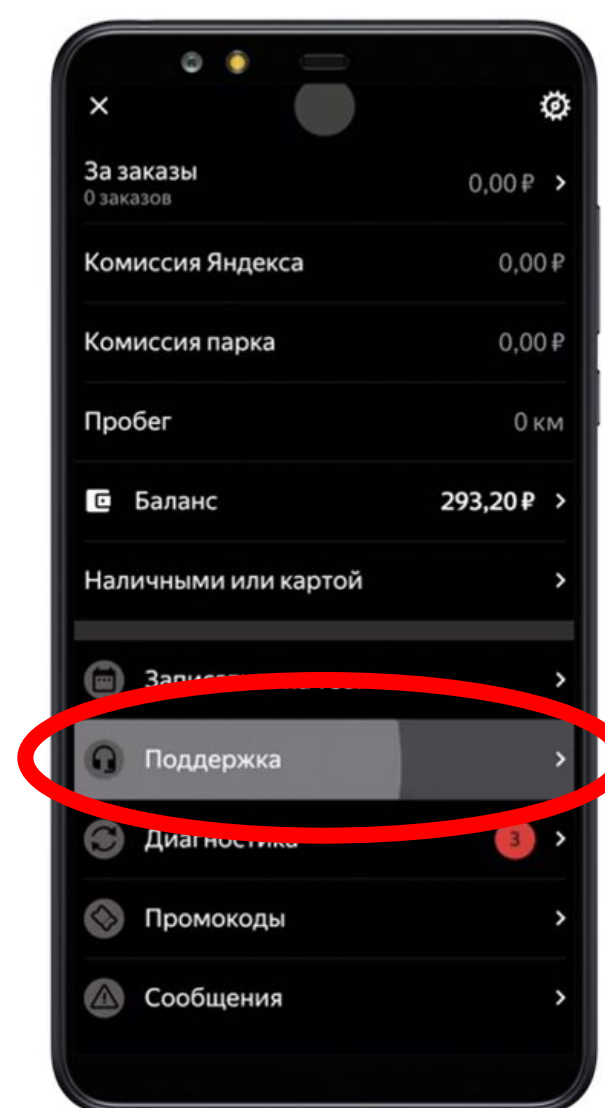 За заказы
0 заказов
0,00 ₽
Комиссия Яндекса
0,00 ₽
Комиссия парка
0,00 ₽
Пробег
0 км
Баланс
293,20 ₽
Наличными или картой
Поддержка
Диагностика
3
Промокоды
Сообщения